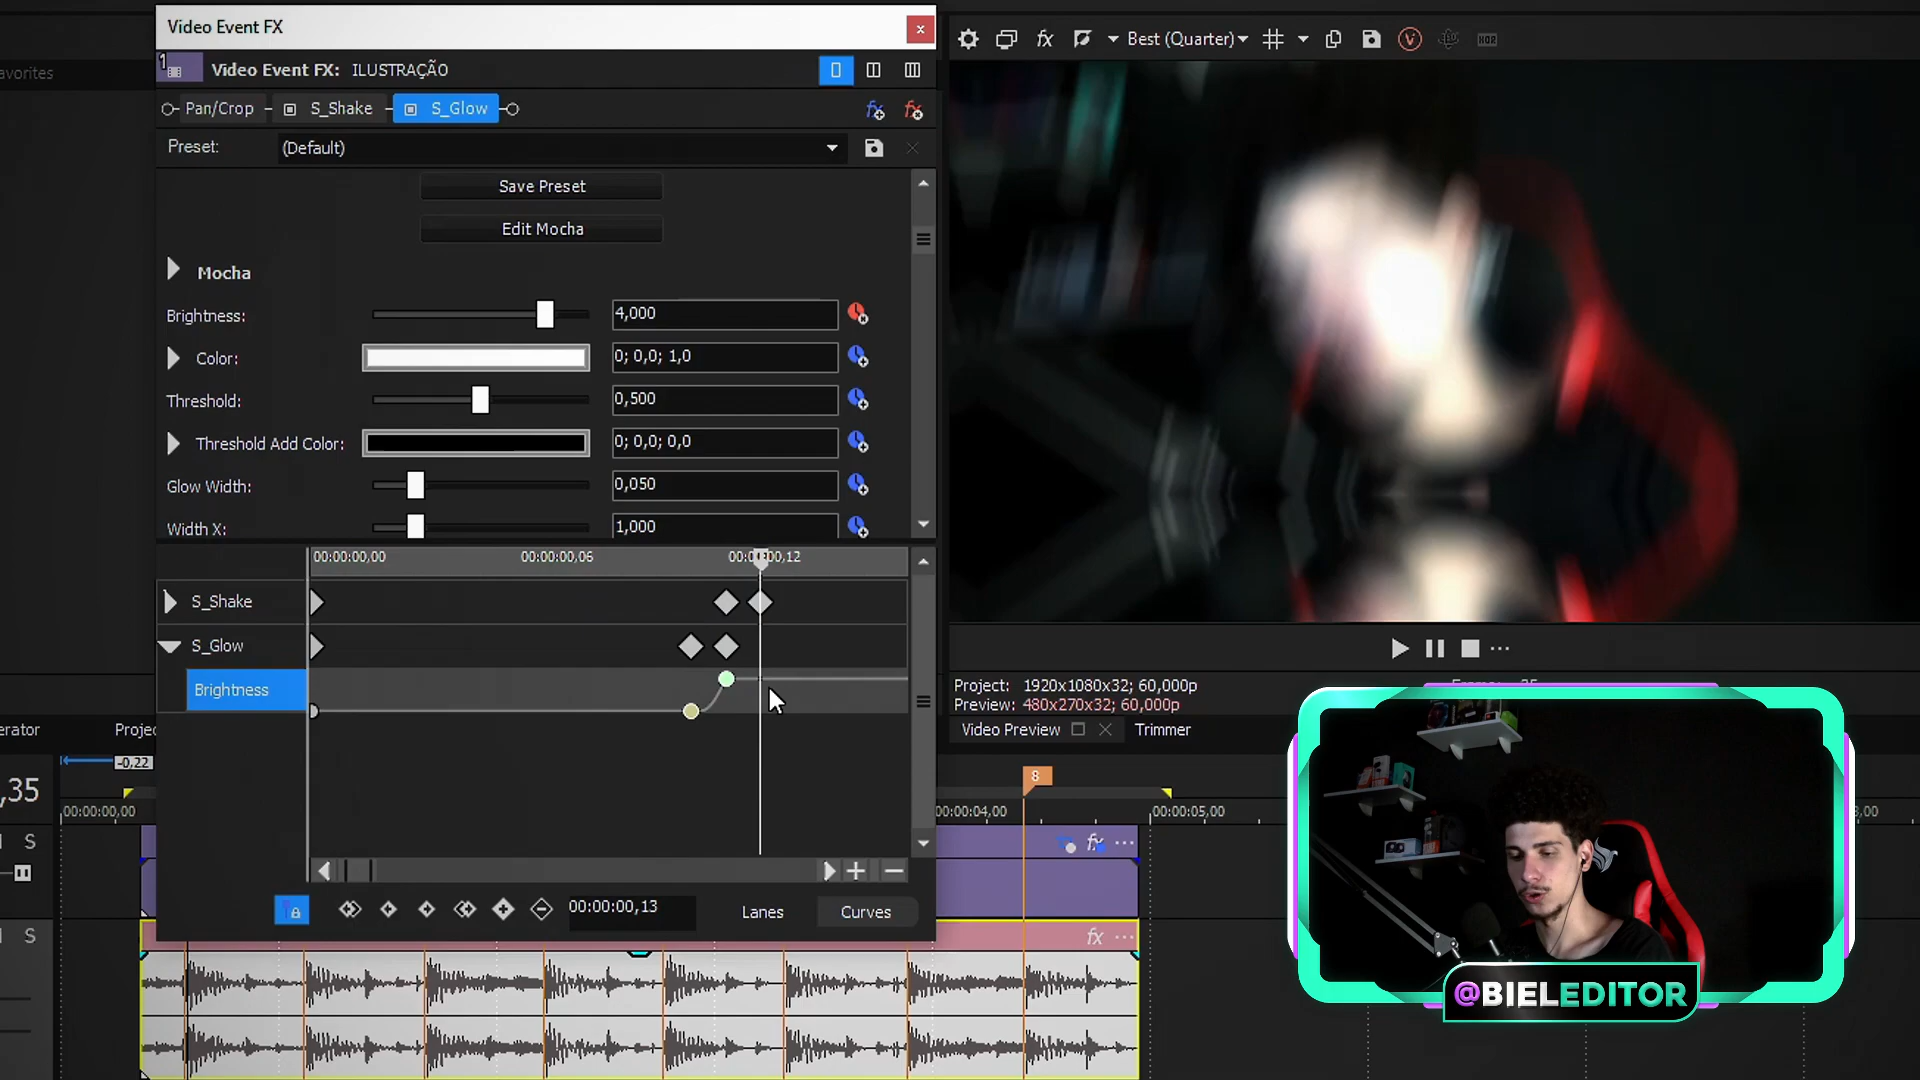 Video Event FX
x
1
Video Event FX: ILUSTRAÇÃO
avorites
Pan/Crop
S_Shake
S_Glow
Preset:
(Default)
Save Preset
Edit Mocha
Mocha
Brightness:
4,000
Color:
0; 0,0; 1,0
Threshold:
0,500
Threshold Add Color:
0; 0,0; 0,0
Glow Width:
0,050
Width X:
1,000
00:00:00,00
00:00:00,06
S_Shake
S_Glow
Brightness
00:00:00,13
Lanes
Curves
fx
Best (Quarter)
Project: 1920x1080x32; 60,000p
Preview: 480x270x32; 60,000p
Video Preview
Trimmer
erator
Projec
-0,22
,35
8
00:00:00,00
00:00:04,00
00:00:05,00
S
S
fx
@BIELEDITOR